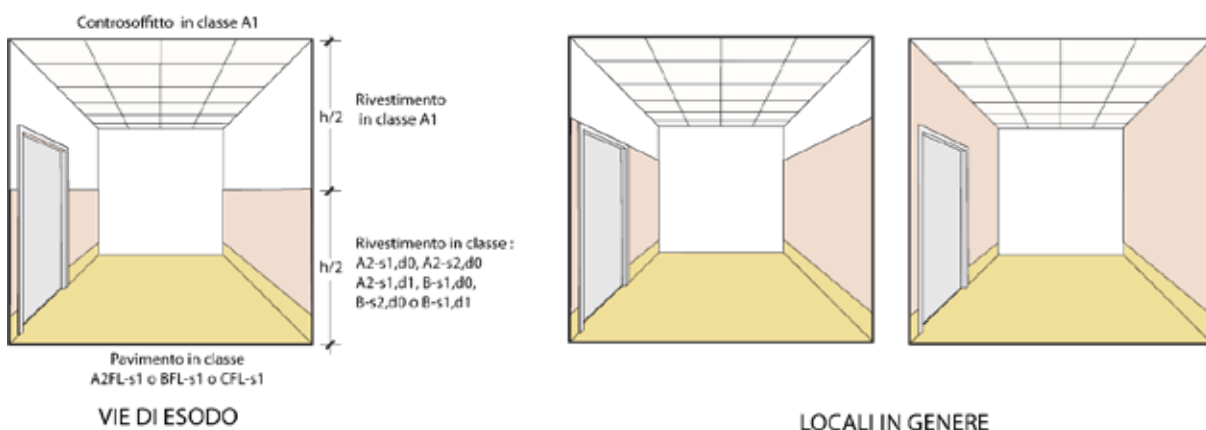 Controsoffitto in classe A1
h/2
Rivestimento
in classe A1
h/2
Rivestimento in classe :
A2-s1,d0, A2-s2,d0
A2-s1,d1, B-s1,d0,
B-s2,d0 o B-s1,d1
Pavimento in classe
A2FL-s1 o BFL-s1 o CFL-s1
VIE DI ESODO
LOCALI IN GENERE